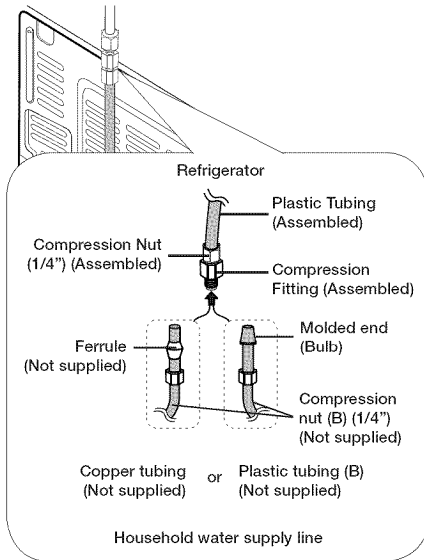 Refrigerator
Plastic Tubing
(Assembled)
Compression Nut
(1/4”) (Assembled)
Compression
Fitting (Assembled)
Ferrule
(Not supplied)
Molded end
(Bulb)
Compression
nut (B) (1/4”)
(Not supplied)
Copper tubing
(Not supplied)
or
Plastic tubing (B)
(Not supplied)
Household water supply line